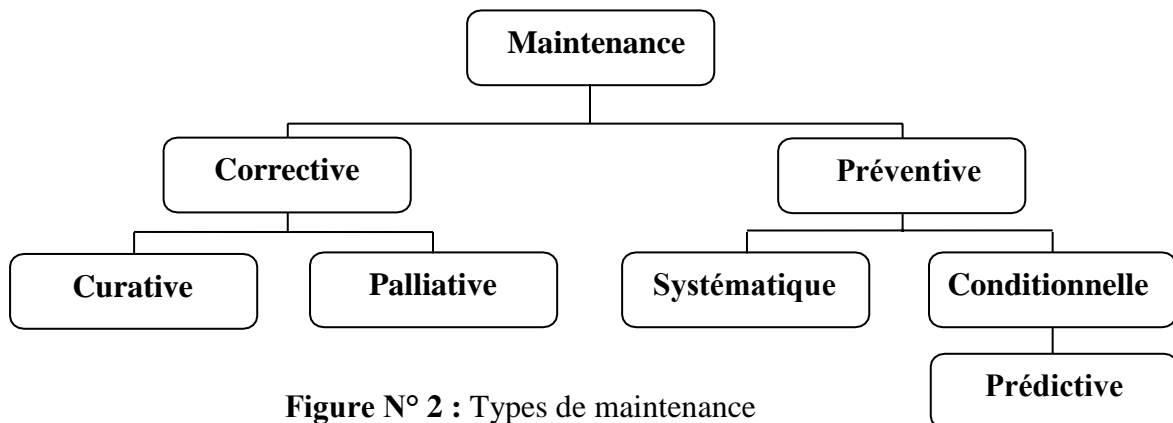 Maintenance
Corrective
Préventive
Curative
Palliative
Systématique
Conditionnelle
Prédictive
Figure N° 2 : Types de maintenance